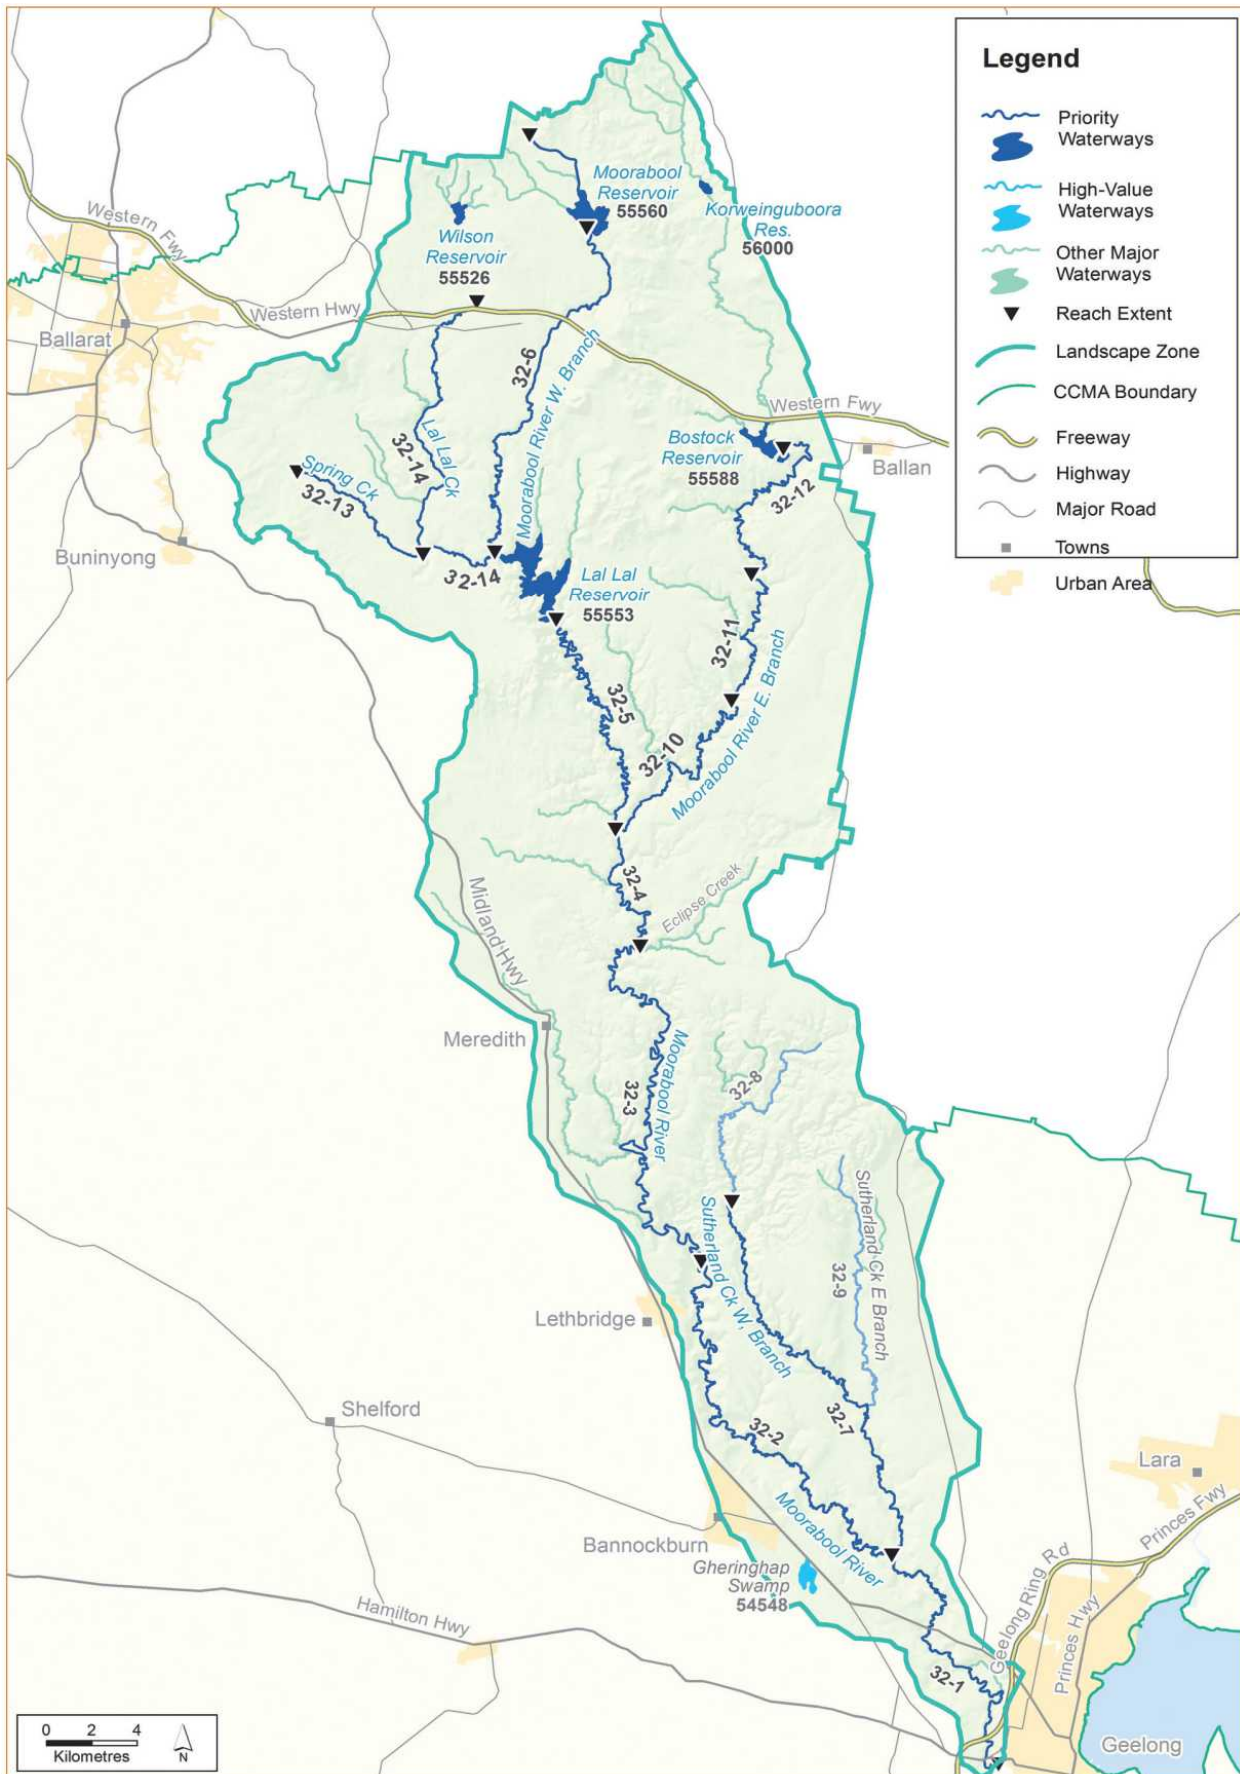 Legend
Priority
Waterways
High-Value
Waterways
Other Major
Waterways
Reach Extent
Landscape Zone
CCMA Boundary
Freeway
Highway
Major Road
Towns
Urban Area
Moorabool
Reservoir
55560
Korweinguboora
Res.
56000
Wilson
Reservoir
55526
Western Fwy
Western Hwy
Ballarat
32-6
Moorabool River W. Branch
Western Fwy
Bostock
Reservoir
55588
Ballan
32-12
Lal Lal Ck
32-14
Spring Ck
32-13
Buninyong
32-14
Lal Lal
Reservoir
55553
32-11
Moorabool River E. Branch
32-5
32-10
32-4
Eclipse Creek
Midland Hwy
Meredith
Moorabool River
32-3
32-8
Sutherland Ck E Branch
32-9
Sutherland Ck W, Branch
Lethbridge
Shelford
32-2
32-7
Lara
Princes Fwy
Bannockburn
Moorabool River
Gheringhap
Swamp
54548
Geelong Ring Rd
Princes Hwy
Hamilton Hwy
32-1
Geelong
0 2 4
Kilometres
N